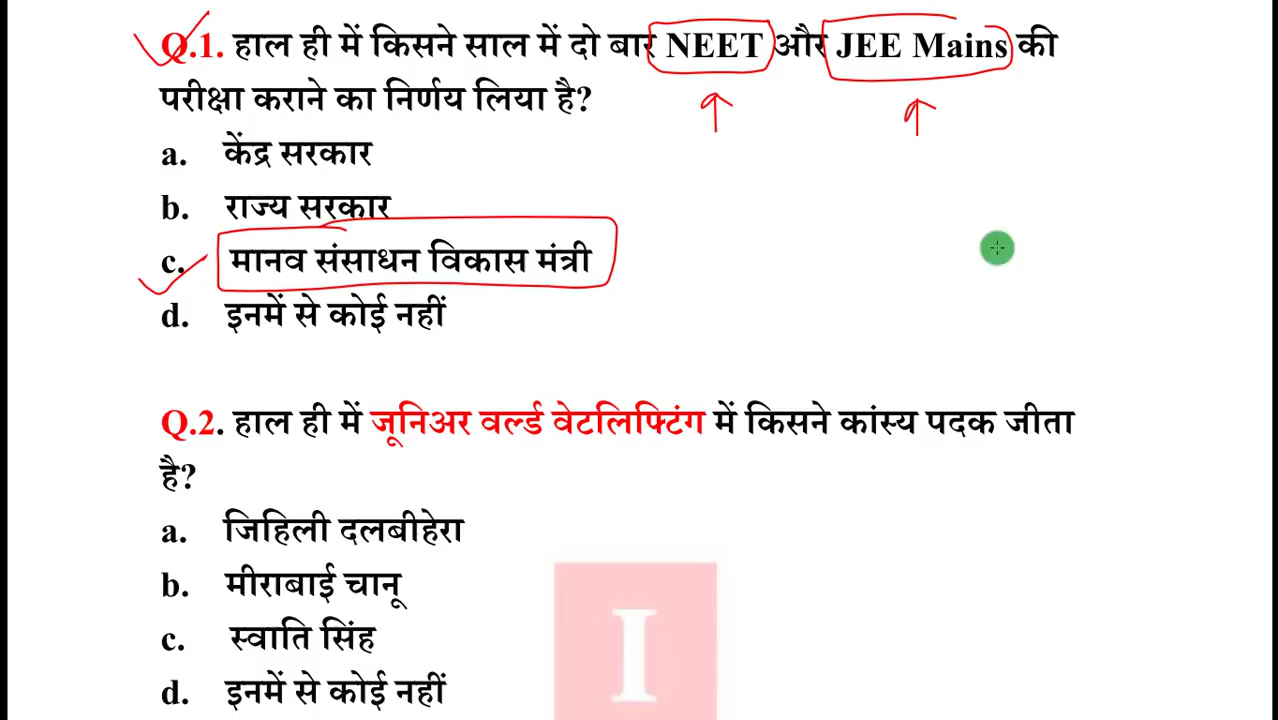 Q.1. हाल ही में किसने साल में दो बार NEET और JEE Mains की
परीक्षा कराने का निर्णय लिया है?
a. केंद्र सरकार
b. राज्य सरकार
c. मानव संसाधन विकास मंत्री
d. इनमें से कोई नहीं
Q.2. हाल ही में जूनिअर वर्ल्ड वेटलिफ्टिंग में किसने कांस्य पदक जीता
है?
a. जिहिली दलबीहेरा
b. मीराबाई चानू
c. स्वाति सिंह
d. इनमें से कोई नहीं
I